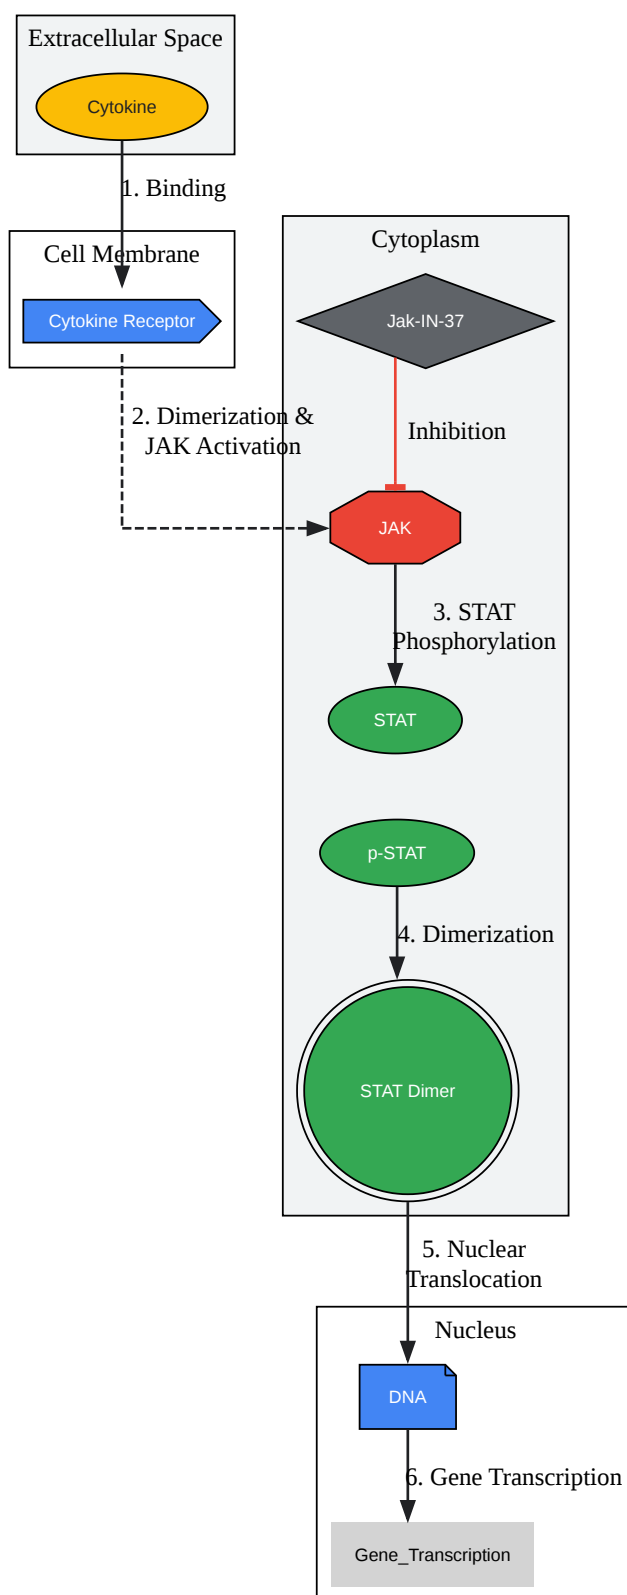 Extracellular Space
Cytokine
1. Binding
Cell Membrane
Cytokine Receptor
2. Dimerization &
JAK Activation
Cytoplasm
Jak-IN-37
Inhibition
JAK
3. STAT
Phosphorylation
STAT
p-STAT
4. Dimerization
STAT Dimer
5. Nuclear
Translocation
Nucleus
DNA
6. Gene Transcription
Gene_Transcription